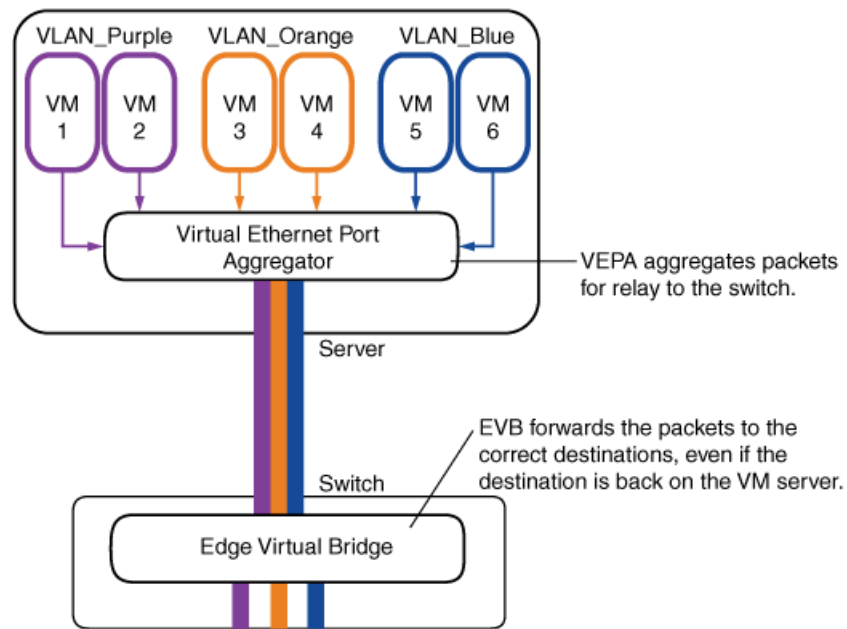 VLAN_Purple
VLAN_Orange
VLAN_Blue
VM
1
VM
2
VM
3
VM
4
VM
5
VM
6
Virtual Ethernet Port
Aggregator
VEPA aggregates packets
for relay to the switch.
Server
EVB forwards the packets to the
correct destinations, even if the
destination is back on the VM server.
Switch
Edge Virtual Bridge